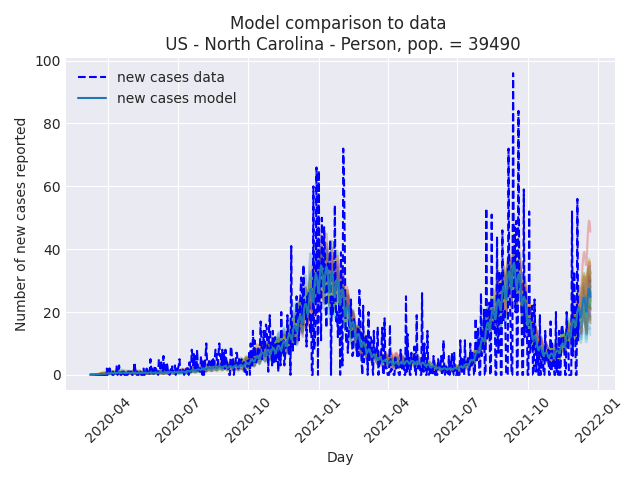 Model comparison to data
US - North Carolina - Person, pop. = 39490
new cases data
new cases model
Number of new cases reported
100
80
60
40
20
0
2020-04
2020-07
2020-10
2021-01
2021-04
2021-07
2021-10
2022-01
Day